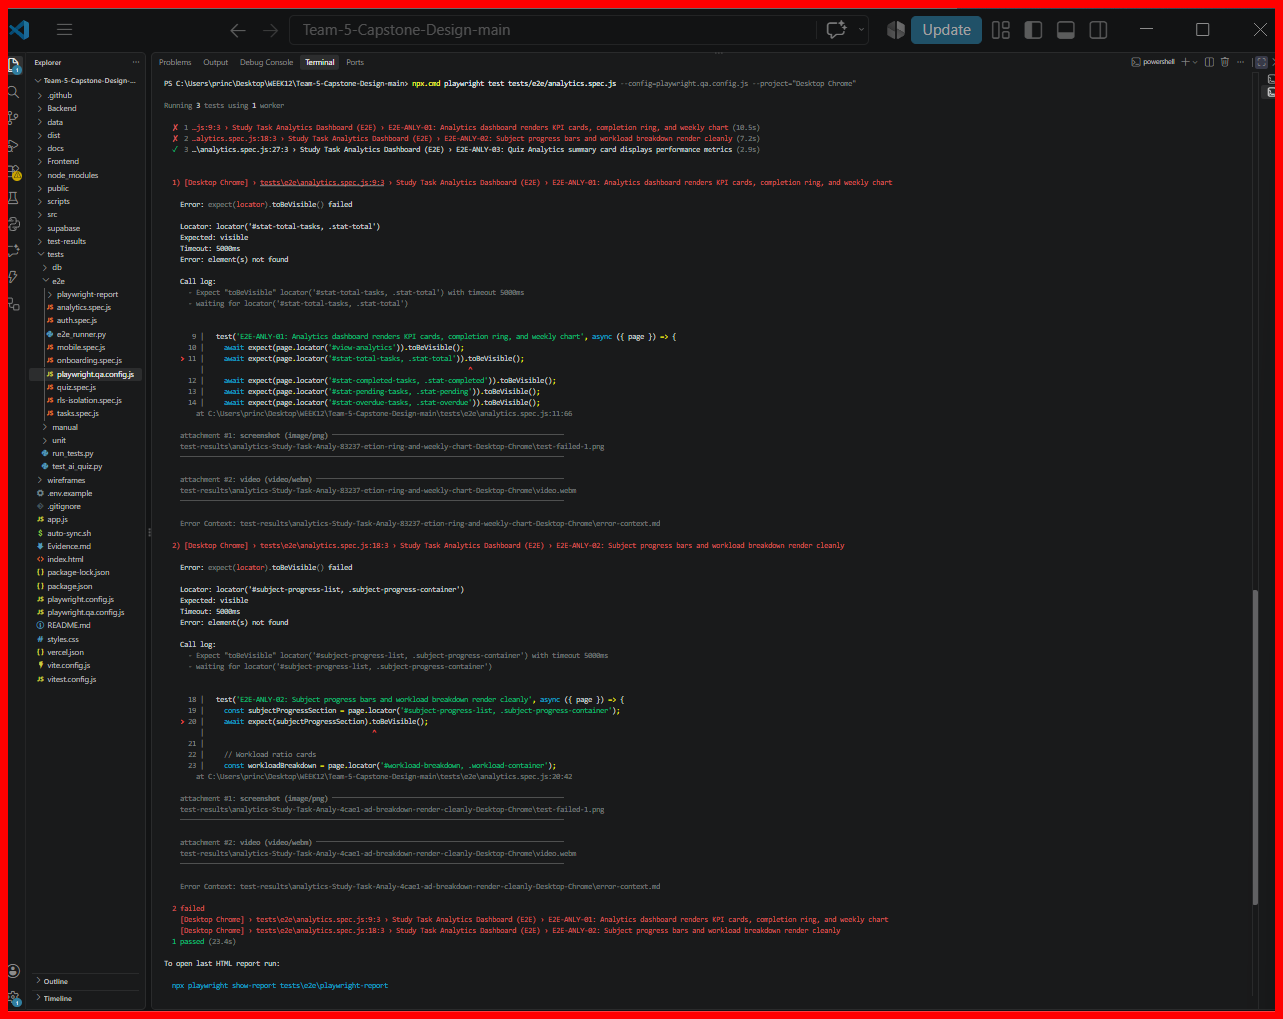 Team-5-Capstone-Design-main
Update
Explorer
Team-5-Capstone-Design-...
.github
Backend
data
dist
docs
Frontend
node_modules
public
scripts
src
supabase
test-results
tests
db
e2e
playwright-report
JS analytics.spec.js
JS auth.spec.js
e2e_runner.py
JS mobile.spec.js
JS onboarding.spec.js
JS playwright.qa.config.js
JS quiz.spec.js
JS rls-isolation.spec.js
JS tasks.spec.js
manual
unit
run_tests.py
test_ai_quiz.py
wireframes
.env.example
.gitignore
JS app.js
$ auto-sync.sh
Evidence.md
<> index.html
{} package-lock.json
{} package.json
JS playwright.config.js
JS playwright.qa.config.js
README.md
# styles.css
{} vercel.json
vite.config.js
JS vitest.config.js
Outline
Timeline
Problems Output Debug Console Terminal Ports
powershell
PS C:\Users\princ\Desktop\WEEK12\Team-5-Capstone-Design-main> npx.cmd playwright test tests/e2e/analytics.spec.js --config=playwright.qa.config.js --project="Desktop Chrome"
Running 3 tests using 1 worker
✗ 1 …js:9:3 › Study Task Analytics Dashboard (E2E) › E2E-ANLY-01: Analytics dashboard renders KPI cards, completion ring, and weekly chart (10.5s)
✗ 2 …alytics.spec.js:18:3 › Study Task Analytics Dashboard (E2E) › E2E-ANLY-02: Subject progress bars and workload breakdown render cleanly (7.2s)
✓ 3 …\analytics.spec.js:27:3 › Study Task Analytics Dashboard (E2E) › E2E-ANLY-03: Quiz Analytics summary card displays performance metrics (2.9s)
1) [Desktop Chrome] › tests\e2e\analytics.spec.js:9:3 › Study Task Analytics Dashboard (E2E) › E2E-ANLY-01: Analytics dashboard renders KPI cards, completion ring, and weekly chart
Error: expect(locator).toBeVisible() failed
Locator: locator('#stat-total-tasks, .stat-total')
Expected: visible
Timeout: 5000ms
Error: element(s) not found
Call log:
- Expect "toBeVisible" locator('#stat-total-tasks, .stat-total') with timeout 5000ms
- waiting for locator('#stat-total-tasks, .stat-total')
9 | test('E2E-ANLY-01: Analytics dashboard renders KPI cards, completion ring, and weekly chart', async ({ page }) => {
10 | await expect(page.locator('#view-analytics')).toBeVisible();
> 11 | await expect(page.locator('#stat-total-tasks, .stat-total')).toBeVisible();
| ^
12 | await expect(page.locator('#stat-completed-tasks, .stat-completed')).toBeVisible();
13 | await expect(page.locator('#stat-pending-tasks, .stat-pending')).toBeVisible();
14 | await expect(page.locator('#stat-overdue-tasks, .stat-overdue')).toBeVisible();
at C:\Users\princ\Desktop\WEEK12\Team-5-Capstone-Design-main\tests\e2e\analytics.spec.js:11:66
attachment #1: screenshot (image/png)
test-results\analytics-Study-Task-Analy-83237-etion-ring-and-weekly-chart-Desktop-Chrome\test-failed-1.png
attachment #2: video (video/webm)
test-results\analytics-Study-Task-Analy-83237-etion-ring-and-weekly-chart-Desktop-Chrome\video.webm
Error Context: test-results\analytics-Study-Task-Analy-83237-etion-ring-and-weekly-chart-Desktop-Chrome\error-context.md
2) [Desktop Chrome] › tests\e2e\analytics.spec.js:18:3 › Study Task Analytics Dashboard (E2E) › E2E-ANLY-02: Subject progress bars and workload breakdown render cleanly
Error: expect(locator).toBeVisible() failed
Locator: locator('#subject-progress-list, .subject-progress-container')
Expected: visible
Timeout: 5000ms
Error: element(s) not found
Call log:
- Expect "toBeVisible" locator('#subject-progress-list, .subject-progress-container') with timeout 5000ms
- waiting for locator('#subject-progress-list, .subject-progress-container')
18 | test('E2E-ANLY-02: Subject progress bars and workload breakdown render cleanly', async ({ page }) => {
19 | const subjectProgressSection = page.locator('#subject-progress-list, .subject-progress-container');
> 20 | await expect(subjectProgressSection).toBeVisible();
| ^
21 |
22 | // Workload ratio cards
23 | const workloadBreakdown = page.locator('#workload-breakdown, .workload-container');
at C:\Users\princ\Desktop\WEEK12\Team-5-Capstone-Design-main\tests\e2e\analytics.spec.js:20:42
attachment #1: screenshot (image/png)
test-results\analytics-Study-Task-Analy-4cae1-ad-breakdown-render-cleanly-Desktop-Chrome\test-failed-1.png
attachment #2: video (video/webm)
test-results\analytics-Study-Task-Analy-4cae1-ad-breakdown-render-cleanly-Desktop-Chrome\video.webm
Error Context: test-results\analytics-Study-Task-Analy-4cae1-ad-breakdown-render-cleanly-Desktop-Chrome\error-context.md
2 failed
[Desktop Chrome] › tests\e2e\analytics.spec.js:9:3 › Study Task Analytics Dashboard (E2E) › E2E-ANLY-01: Analytics dashboard renders KPI cards, completion ring, and weekly chart
[Desktop Chrome] › tests\e2e\analytics.spec.js:18:3 › Study Task Analytics Dashboard (E2E) › E2E-ANLY-02: Subject progress bars and workload breakdown render cleanly
1 passed (23.4s)
To open last HTML report run:
npx playwright show-report tests\e2e\playwright-report